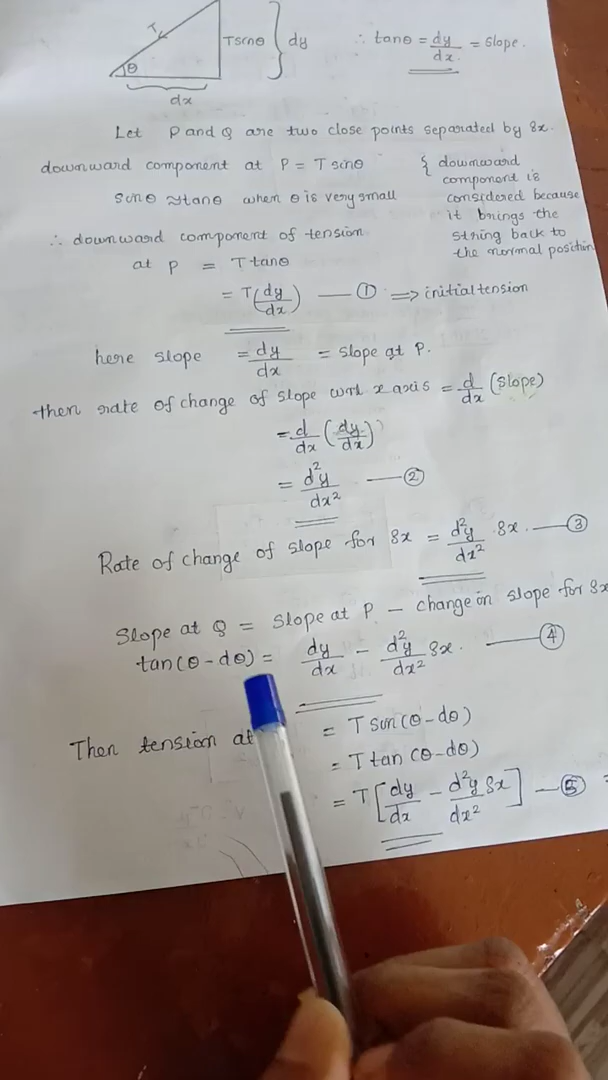 T
Tsinθ
dy
θ
dx
∴ tanθ = dy/dx = slope.
Let P and Q are two close points separated by δx.
downward component at P = T sinθ
{ downward component is considered because it brings the string back to the normal position
sinθ ≈ tanθ when θ is very small
∴ downward component of tension
at P = T tanθ
= T(dy/dx) — ① ⇒ initial tension
here slope = dy/dx = slope at P.
then rate of change of slope wrt x axis = d/dx (slope)
= d/dx (dy/dx)
= d²y/dx² — ②
Rate of change of slope for δx = d²y/dx² . δx. — ③
Slope at Q = slope at P – change in slope for δx
tan(θ-dθ) = dy/dx – d²y/dx² δx. — ④
Then tension at = T sin(θ-dθ)
= T tan(θ-dθ)
= T[dy/dx – d²y/dx² δx] — ⑤